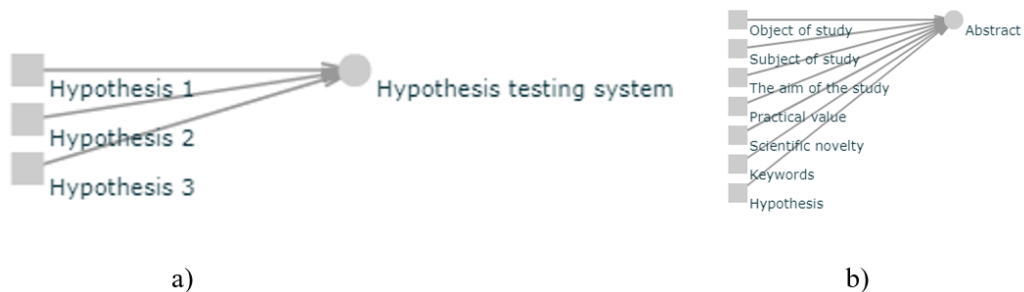 Hypothesis 1
Hypothesis 2
Hypothesis 3
Hypothesis testing system
a)
Object of study
Subject of study
The aim of the study
Practical value
Scientific novelty
Keywords
Hypothesis
Abstract
b)